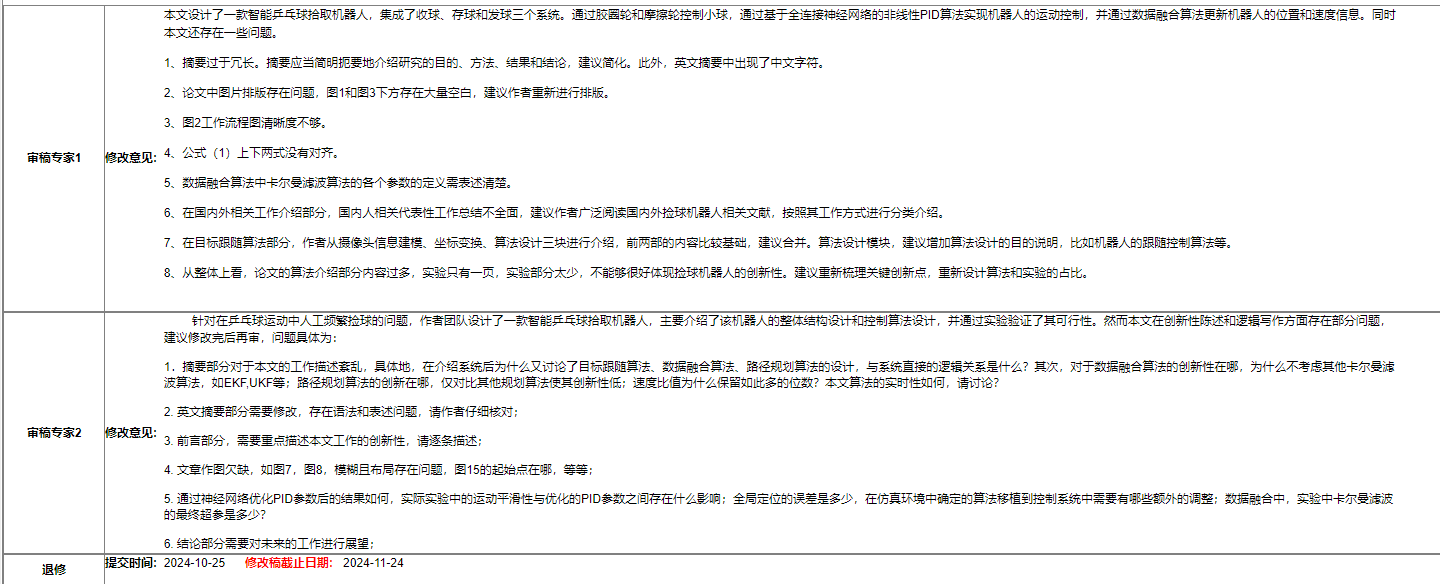 本文设计了一款智能乒乓球拾取机器人，集成了收球、存球和发球三个系统。通过胶圈轮和摩擦轮控制小球，通过基于全连接神经网络的非线性PID算法实现机器人的运动控制，并通过数据融合算法更新机器人的位置和速度信息。同时
本文还存在一些问题。
1、摘要过于冗长。摘要应当简明扼要地介绍研究的目的、方法、结果和结论，建议简化。此外，英文摘要中出现了中文字符。
2、论文中图片排版存在问题，图1和图3下方存在大量空白，建议作者重新进行排版。
3、图2工作流程图清晰度不够。
4、公式（1）上下两式没有对齐。
审稿专家1 修改意见:
5、数据融合算法中卡尔曼滤波算法的各个参数的定义需表述清楚。
6、在国内外相关工作介绍部分，国内人相关代表性工作总结不全面，建议作者广泛阅读国内外捡球机器人相关文献，按照其工作方式进行分类介绍。
7、在目标跟随算法部分，作者从摄像头信息建模、坐标变换、算法设计三块进行介绍，前两部的内容比较基础，建议合并。算法设计模块，建议增加算法设计的目的说明，比如机器人的跟随控制算法等。
8、从整体上看，论文的算法介绍部分内容过多，实验只有一页，实验部分太少，不能够很好体现捡球机器人的创新性。建议重新梳理关键创新点，重新设计算法和实验的占比。
针对在乒乓球运动中人工频繁捡球的问题，作者团队设计了一款智能乒乓球拾取机器人，主要介绍了该机器人的整体结构设计和控制算法设计，并通过实验验证了其可行性。然而本文在创新性陈述和逻辑写作方面存在部分问题，
建议修改完后再审，问题具体为：
1．摘要部分对于本文的工作描述紊乱，具体地，在介绍系统后为什么又讨论了目标跟随算法、数据融合算法、路径规划算法的设计，与系统直接的逻辑关系是什么？其次，对于数据融合算法的创新性在哪，为什么不考虑其他卡尔曼滤
波算法，如EKF,UKF等；路径规划算法的创新在哪，仅对比其他规划算法使其创新性低；速度比值为什么保留如此多的位数？本文算法的实时性如何，请讨论？
2. 英文摘要部分需要修改，存在语法和表述问题，请作者仔细核对；
审稿专家2 修改意见:
3. 前言部分，需要重点描述本文工作的创新性，请逐条描述；
4. 文章作图欠缺，如图7，图8，模糊且布局存在问题，图15的起始点在哪，等等；
5. 通过神经网络优化PID参数后的结果如何，实际实验中的运动平滑性与优化的PID参数之间存在什么影响；全局定位的误差是多少，在仿真环境中确定的算法移植到控制系统中需要有哪些额外的调整；数据融合中，实验中卡尔曼滤波
的最终超参是多少？
6. 结论部分需要对未来的工作进行展望；
退修 提交时间: 2024-10-25 修改稿截止日期: 2024-11-24